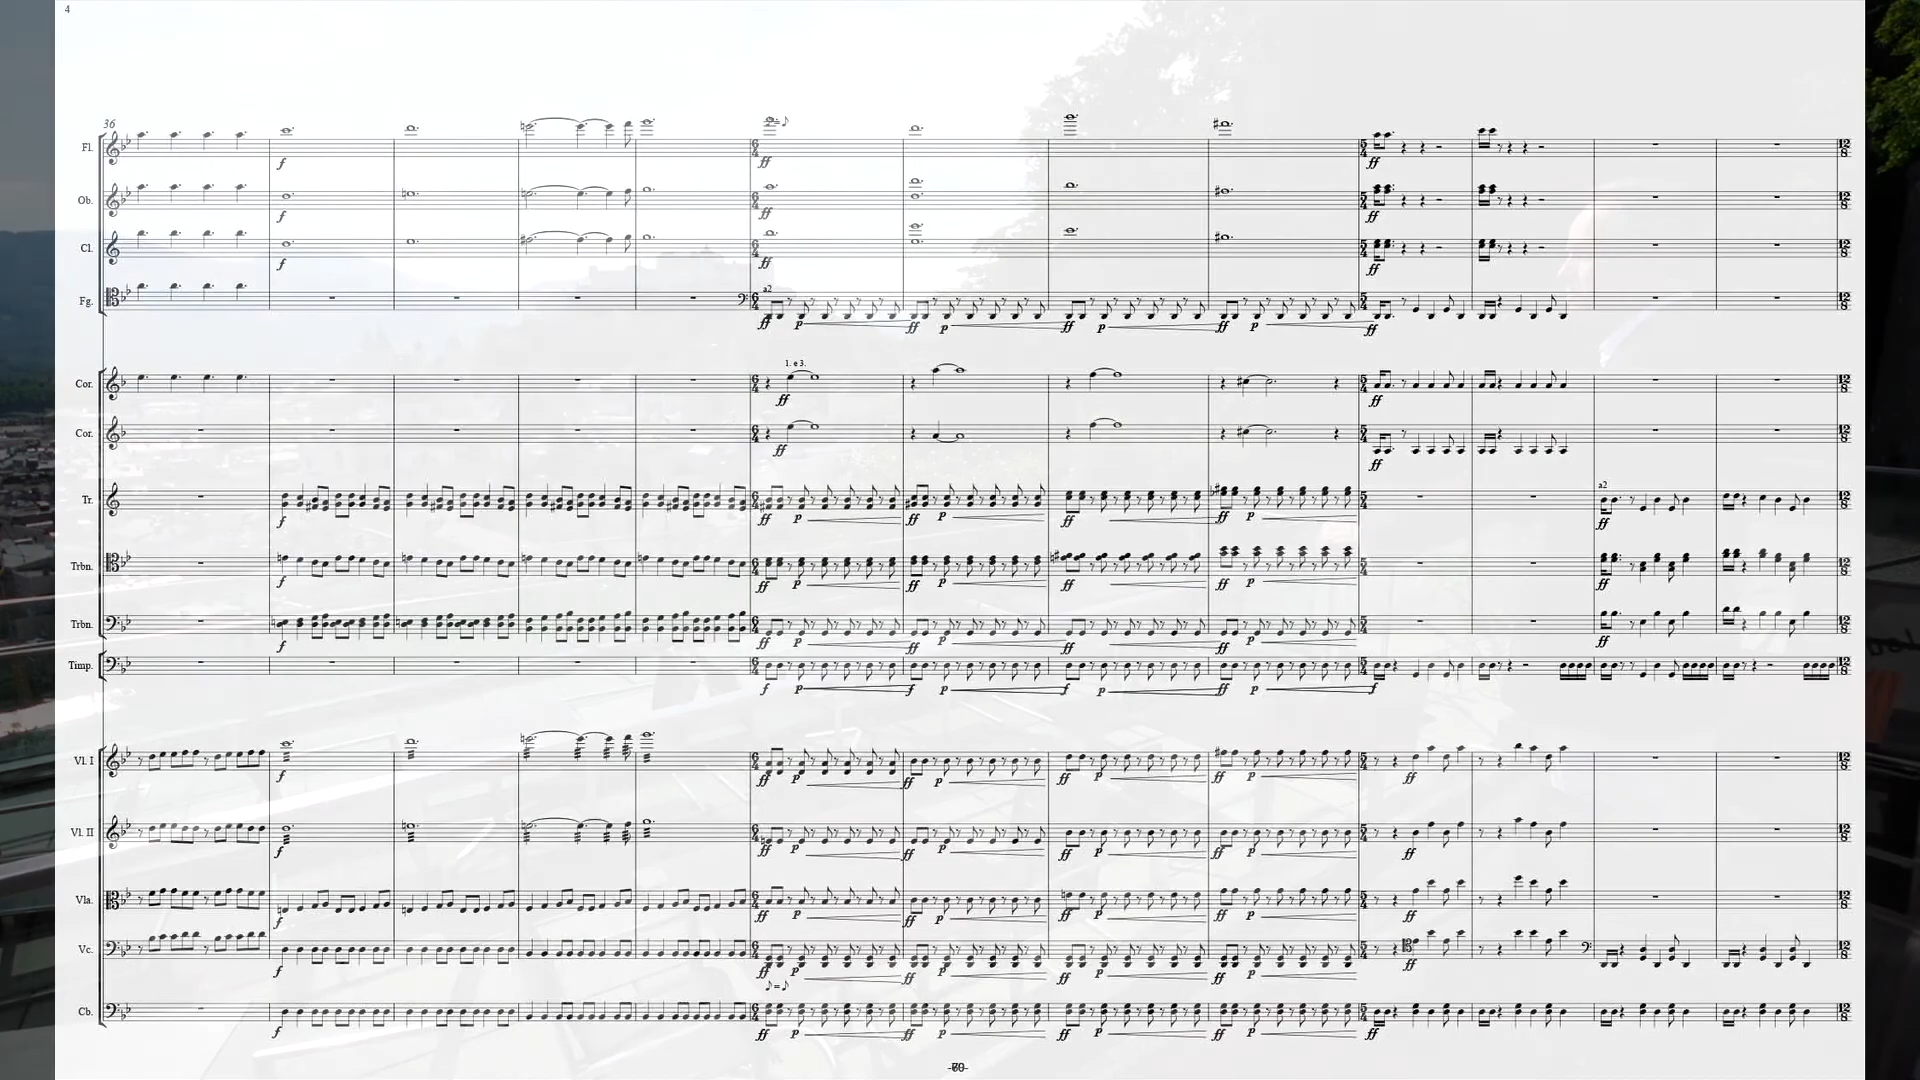 4
36
Fl.
Ob.
Cl.
Fg.
a2
Cor.
1. e 3.
Cor.
Tr.
a2
Trbn.
Trbn.
Timp.
Vl. I
Vl. II
Vla.
Vc.
Cb.